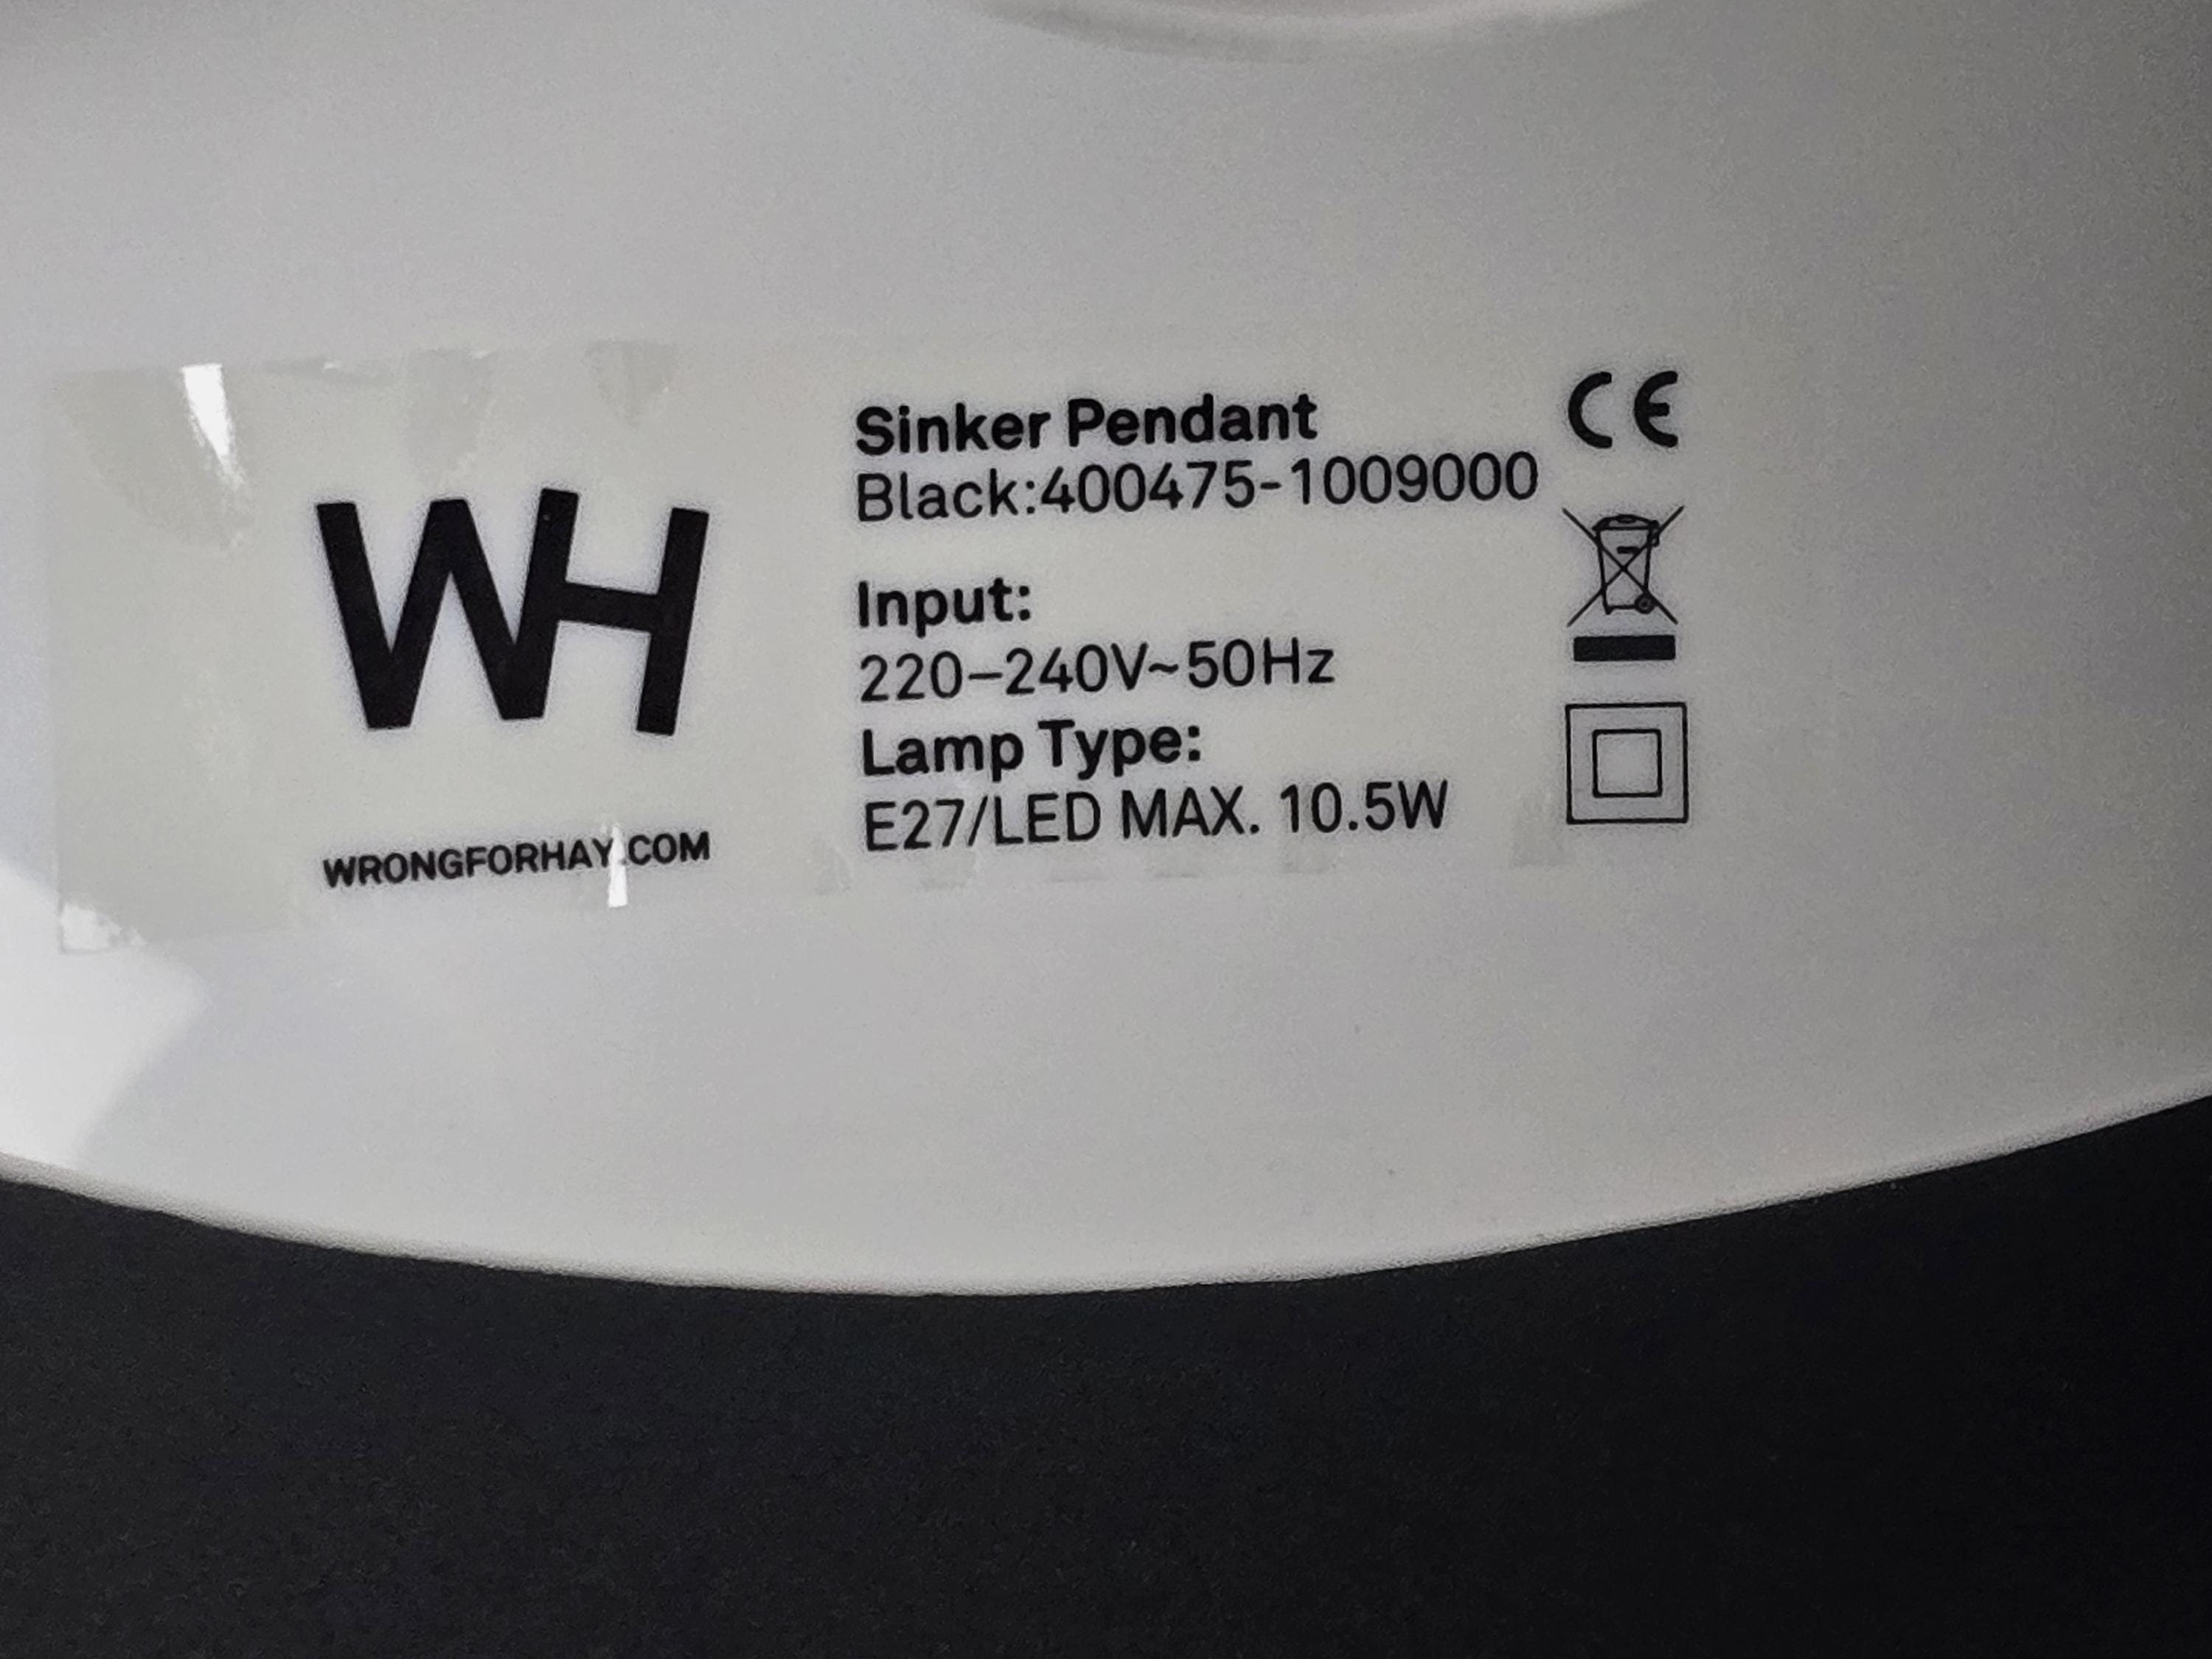 WH
WRONGFORHAY.COM
Sinker Pendant
Black:400475-1009000
Input:
220–240V~50Hz
Lamp Type:
E27/LED MAX. 10.5W
CE